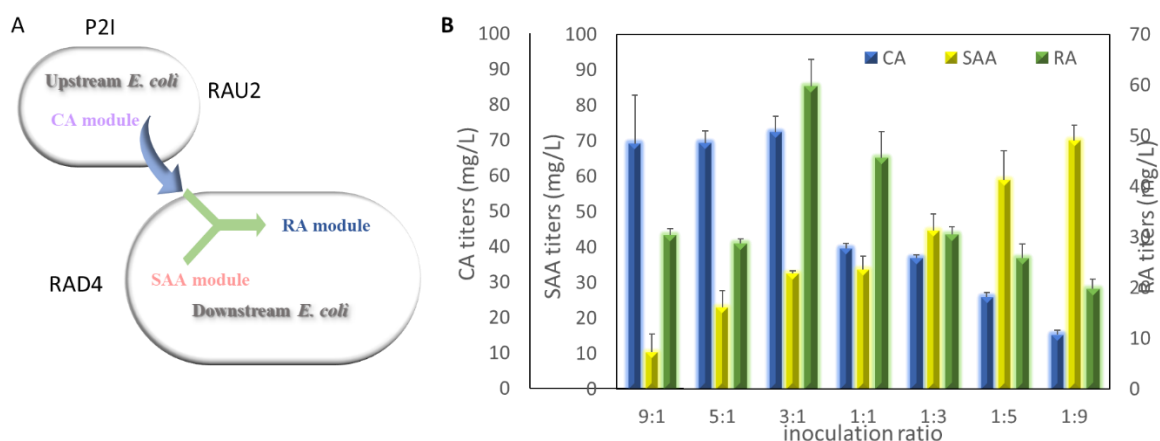 A
P2I
Upstream E. coli
CA module
RAU2
RA module
SAA module
RAD4
Downstream E. coli
B
CA titers (mg/L)
100
90
80
70
60
50
40
30
20
10
0
SAA titers (mg/L)
100
90
80
70
60
50
40
30
20
10
0
CA SAA RA
70
60
50
40
30
20
10
0
RA titers (mg/L)
9:1 5:1 3:1 1:1 1:3 1:5 1:9
inoculation ratio